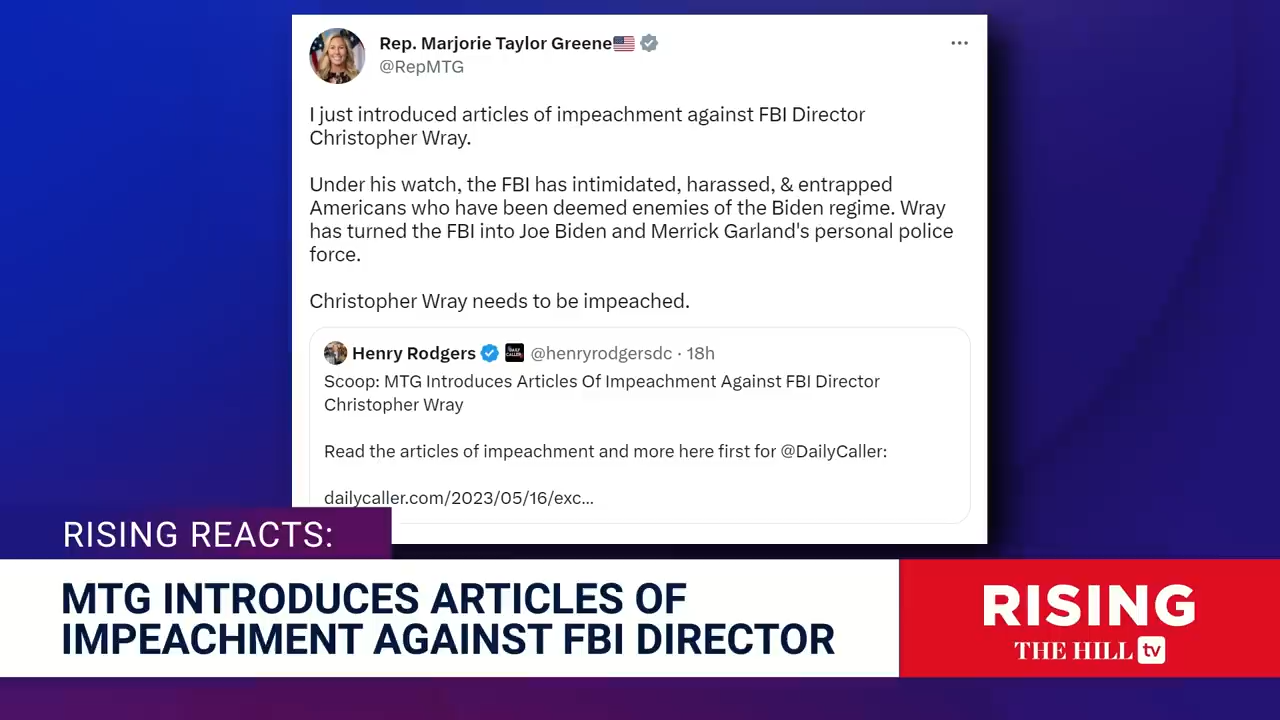 Rep. Marjorie Taylor Greene
@RepMTG
I just introduced articles of impeachment against FBI Director
Christopher Wray.
Under his watch, the FBI has intimidated, harassed, & entrapped
Americans who have been deemed enemies of the Biden regime. Wray
has turned the FBI into Joe Biden and Merrick Garland's personal police
force.
Christopher Wray needs to be impeached.
Henry Rodgers @henryrodgersdc · 18h
Scoop: MTG Introduces Articles Of Impeachment Against FBI Director
Christopher Wray
Read the articles of impeachment and more here first for @DailyCaller:
dailycaller.com/2023/05/16/exc...
RISING REACTS:
MTG INTRODUCES ARTICLES OF
IMPEACHMENT AGAINST FBI DIRECTOR
RISING
THE HILL tv